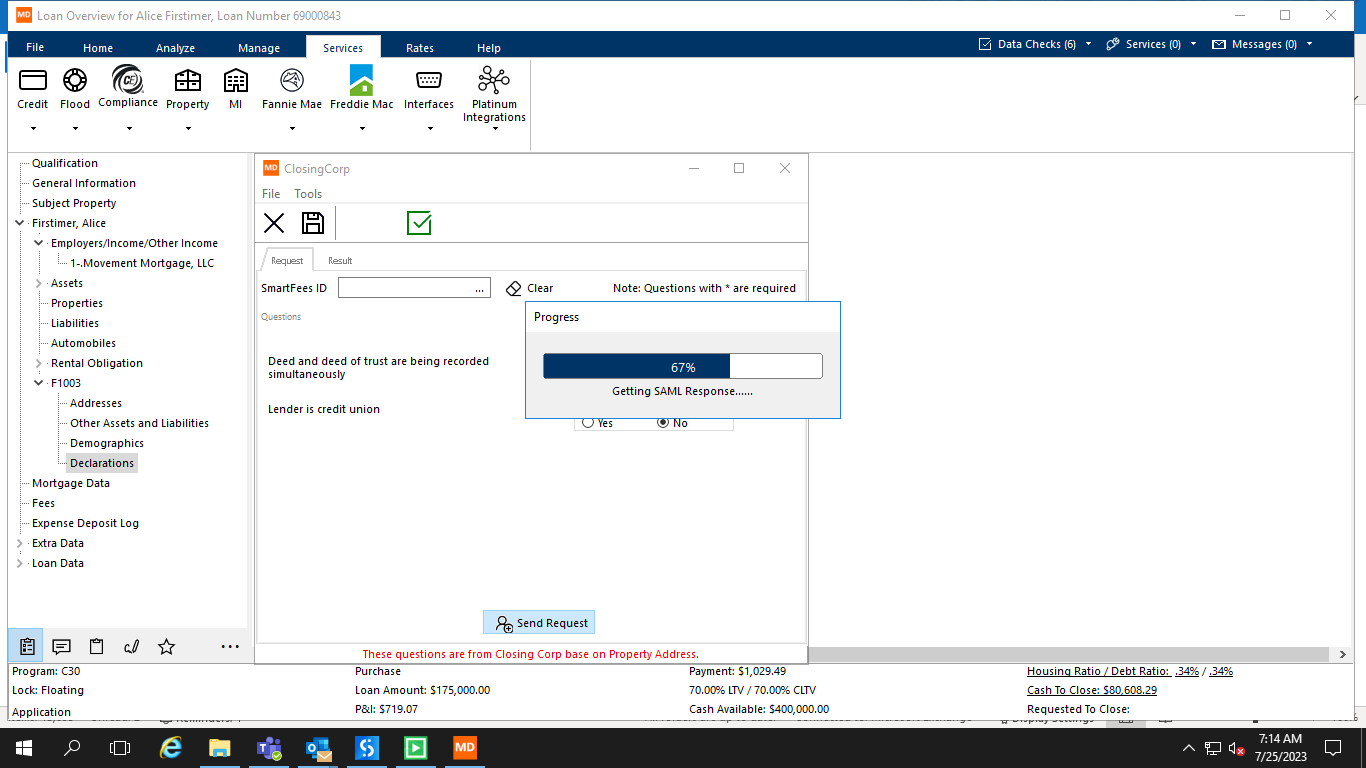 MD Loan Overview for Alice Firstimer, Loan Number 69000843
File Home Analyze Manage Services Rates Help Data Checks (6) Services (0) Messages (0)
Credit Flood Compliance Property MI Fannie Mae Freddie Mac Interfaces Platinum Integrations
Qualification
General Information
Subject Property
Firstimer, Alice
Employers/Income/Other Income
1-.Movement Mortgage, LLC
Assets
Properties
Liabilities
Automobiles
Rental Obligation
F1003
Addresses
Other Assets and Liabilities
Demographics
Declarations
Mortgage Data
Fees
Expense Deposit Log
Extra Data
Loan Data
MD ClosingCorp
File Tools
Request Result
SmartFees ID ... Clear Note: Questions with * are required
Questions
Deed and deed of trust are being recorded
simultaneously
Lender is credit union
Yes No
Progress
67%
Getting SAML Response......
Send Request
These questions are from Closing Corp base on Property Address.
Program: C30 Purchase Payment: $1,029.49 Housing Ratio / Debt Ratio: .34% / .34%
Lock: Floating Loan Amount: $175,000.00 70.00% LTV / 70.00% CLTV Cash To Close: $80,608.29
Application P&I: $719.07 Cash Available: $400,000.00 Requested To Close:
MD
7:14 AM
7/25/2023